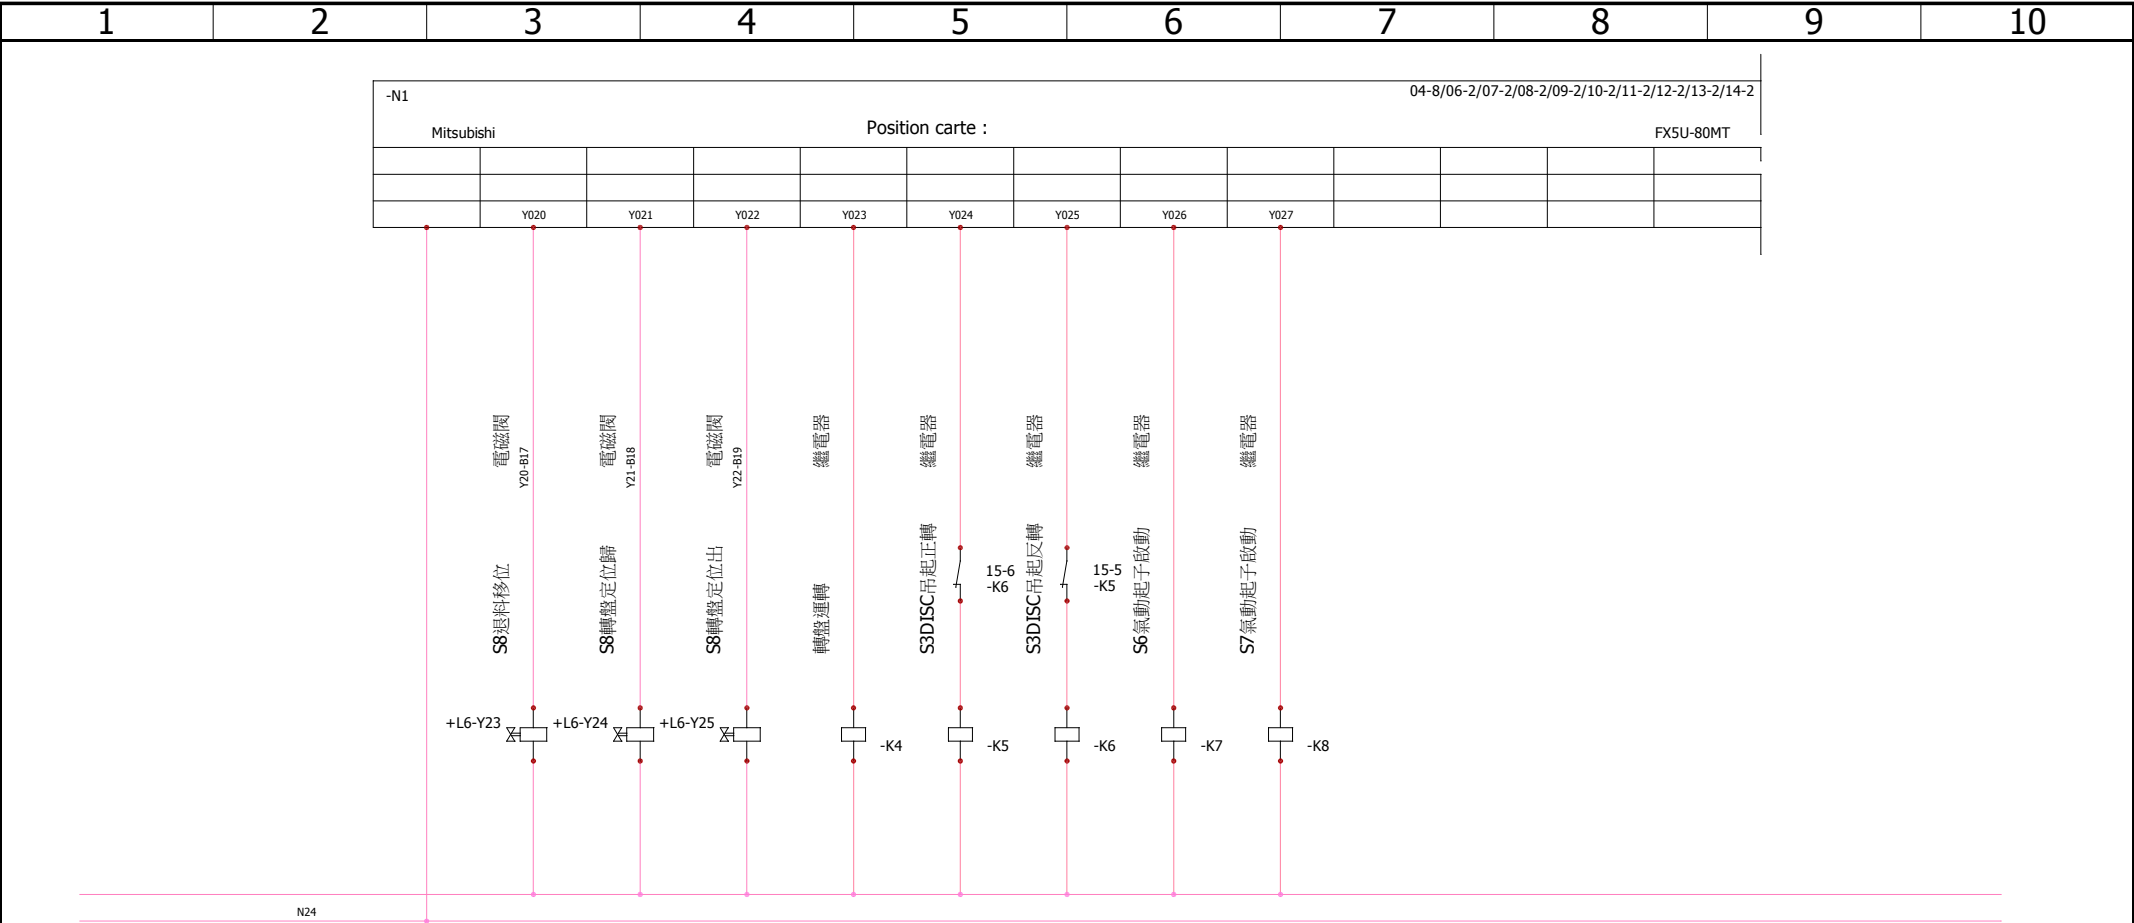 1 2 3 4 5 6 7 8 9 10
-N1 04-8/06-2/07-2/08-2/09-2/10-2/11-2/12-2/13-2/14-2
Mitsubishi Position carte : FX5U-80MT
Y020 Y021 Y022 Y023 Y024 Y025 Y026 Y027
電磁閥
Y20-B17
S8退料移位
電磁閥
Y21-B18
S8轉盤定位歸
電磁閥
Y22-B19
S8轉盤定位出
繼電器
轉盤運轉
繼電器
S3DISC吊起正轉
15-6
-K6
繼電器
S3DISC吊起反轉
15-5
-K5
繼電器
S6氣動起子啟動
繼電器
S7氣動起子啟動
+L6-Y23 +L6-Y24 +L6-Y25
-K4 -K5 -K6 -K7 -K8
N24